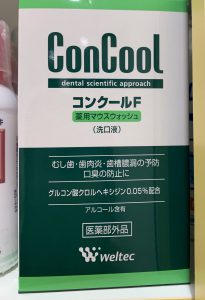 ConCool
dental scientific approach
コンクールF
薬用マウスウォッシュ
(洗口液)
むし歯・歯肉炎・歯槽膿漏の予防
口臭の防止に
グルコン酸クロルヘキシジン0.05%配合
アルコール含有
医薬部外品
weltec